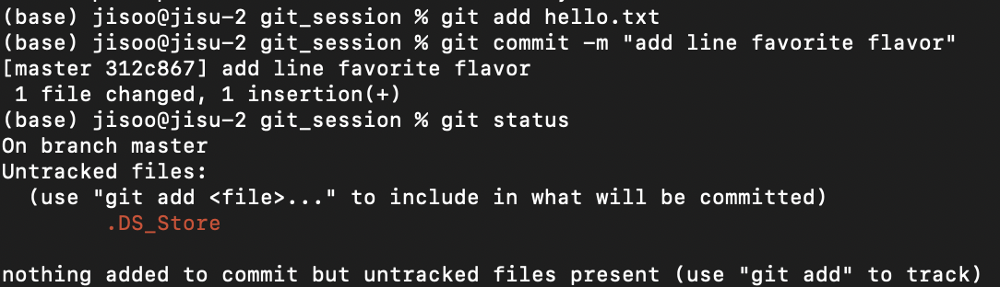 (base) jisoo@jisu-2 git_session % git add hello.txt
(base) jisoo@jisu-2 git_session % git commit -m "add line favorite flavor"
[master 312c867] add line favorite flavor
 1 file changed, 1 insertion(+)
(base) jisoo@jisu-2 git_session % git status
On branch master
Untracked files:
  (use "git add <file>..." to include in what will be committed)
        .DS_Store
nothing added to commit but untracked files present (use "git add" to track)